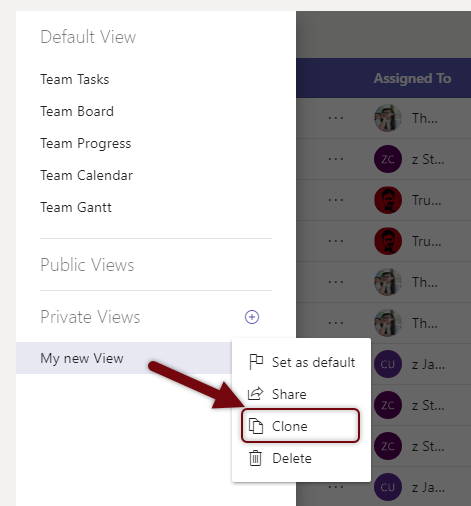 Default View
Assigned To
Team Tasks
Team Board
Th...
Team Progress
ZC z St...
Team Calendar
Tru...
Team Gantt
Tru...
Public Views
Th...
Private Views
Th...
My new View
Set as default
CU z Ja...
Share
ZC z St...
Clone
ZC z St...
Delete
CU z Ja...